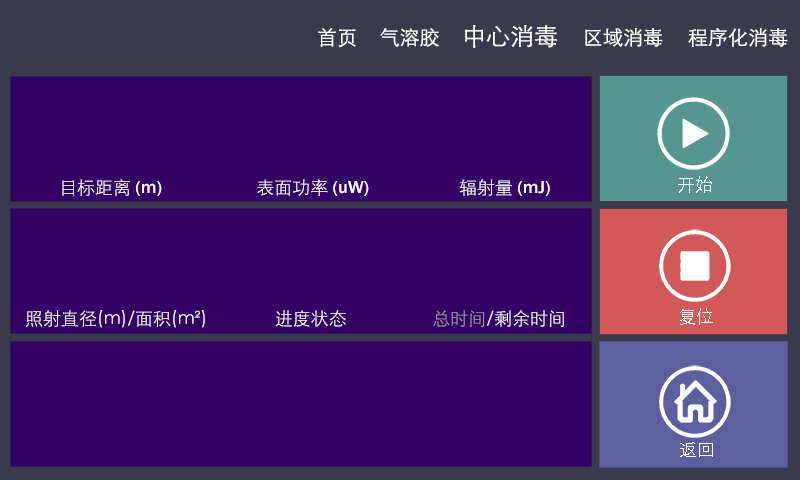 首页 气溶胶 中心消毒 区域消毒 程序化消毒
目标距离 (m) 表面功率 (uW) 辐射量 (mJ)
开始
照射直径(m)/面积(m²) 进度状态 总时间/剩余时间
复位
返回